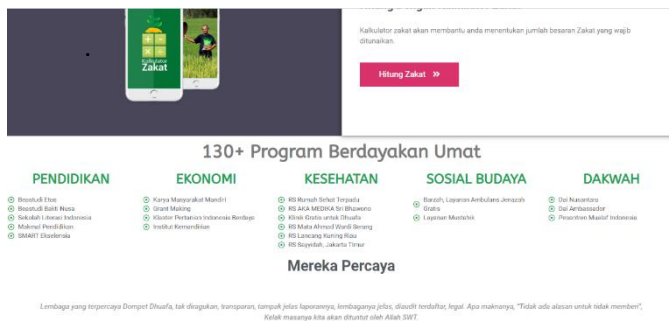 Kalkulator zakat akan membantu anda menentukan jumlah besaran Zakat yang wajib
ditunaikan.
Kalkulator
Zakat
Hitung Zakat »
130+ Program Berdayakan Umat
PENDIDIKAN
Beastudi Etos
Beastudi Bakti Nusa
Sekolah Literasi Indonesia
Makmal Pendidikan
SMART Ekselensia
EKONOMI
Karya Masyarakat Mandiri
Grant Making
Klaster Pertanian Indonesia Berdaya
Institut Kemandirian
KESEHATAN
RS Rumah Sehat Terpadu
RS AKA MEDIKA Sri Bhawono
Klinik Gratis untuk Dhuafa
RS Mata Ahmad Wardi Serang
RS Lancang Kuning Riau
RS Sayyidah, Jakarta Timur
SOSIAL BUDAYA
Barzah, Layanan Ambulans Jenazah
Gratis
Layanan Mustahik
DAKWAH
Dai Nusantara
Dai Ambassador
Pesantren Mualaf Indonesia
Mereka Percaya
Lembaga yang terpercaya Dompet Dhuafa, tak diragukan, transparan, tampak jelas laporannya, lembaganya jelas, diaudit terdaftar, legal. Apa maknanya, "Tidak ada alasan untuk tidak memberi",
Kelak masanya kita akan dituntut oleh Allah SWT.